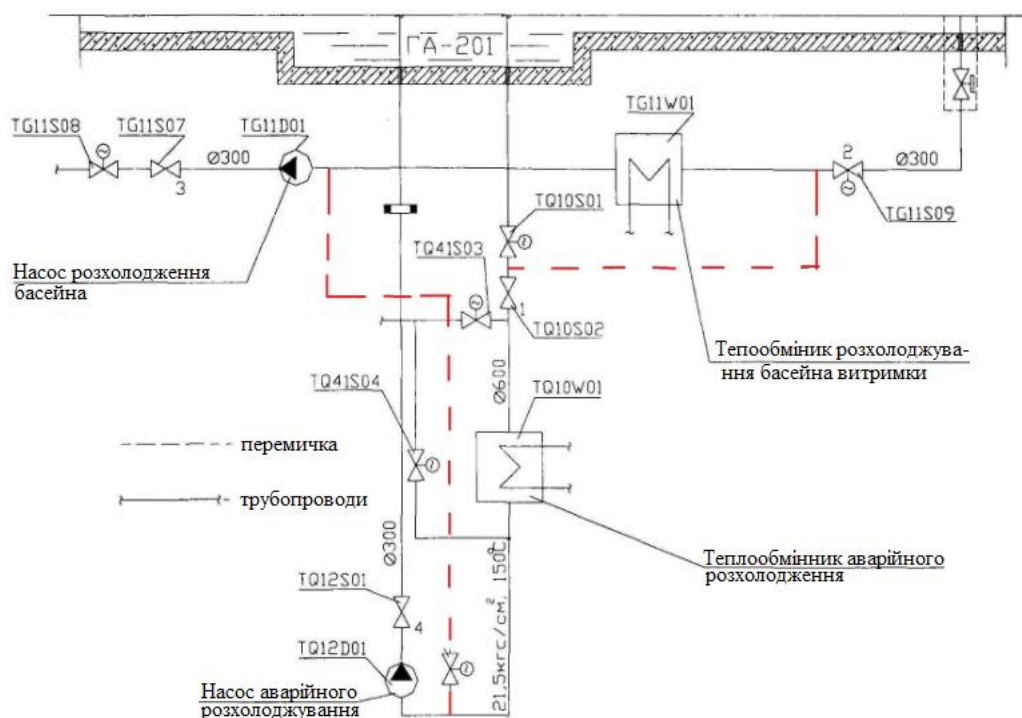 ГА-201
TG11S08
TG11S07
TG11D01
Ø300
3
TG11W01
2
Ø300
TG11S09
TQ10S01
TQ41S03
Насос розхолодження
басейна
1
TQ10S02
Тепообміник розхолоджува-
ння басейна витримки
Ø600
TQ10W01
TQ41S04
перемичка
трубопроводи
Ø300
21,5кгс/см², 150°С
Теплообмінник аварійного
розхолодження
TQ12S01
4
TQ12D01
Насос аварійного
розхолоджування